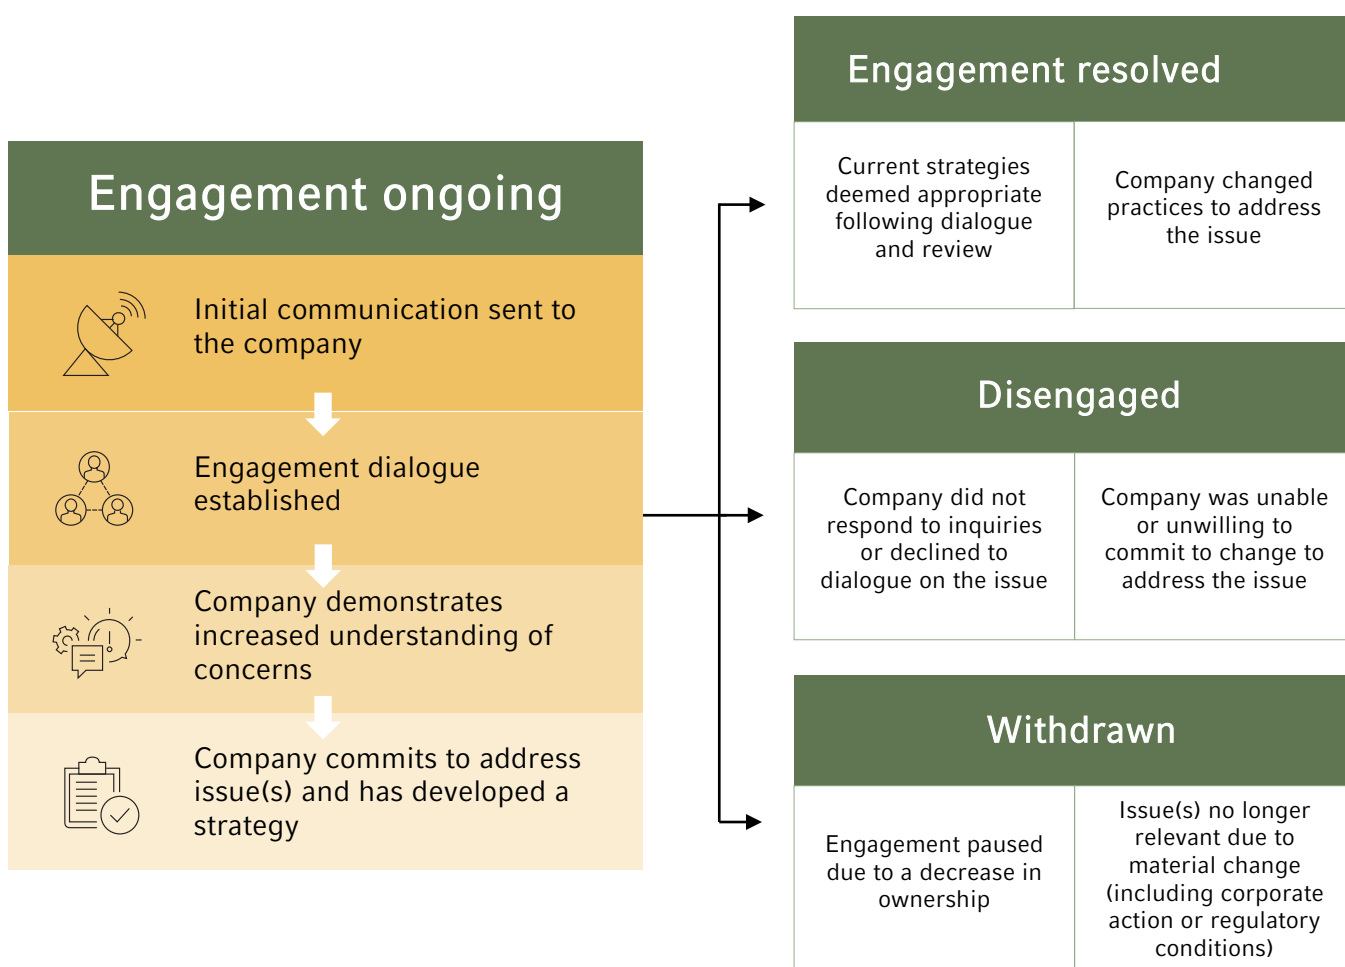 Engagement ongoing
Initial communication sent to
the company
Engagement dialogue
established
Company demonstrates
increased understanding of
concerns
Company commits to address
issue(s) and has developed a
strategy
Engagement resolved
Current strategies
deemed appropriate
following dialogue
and review
Company changed
practices to address
the issue
Disengaged
Company did not
respond to inquiries
or declined to
dialogue on the issue
Company was unable
or unwilling to
commit to change to
address the issue
Withdrawn
Engagement paused
due to a decrease in
ownership
Issue(s) no longer
relevant due to
material change
(including corporate
action or regulatory
conditions)